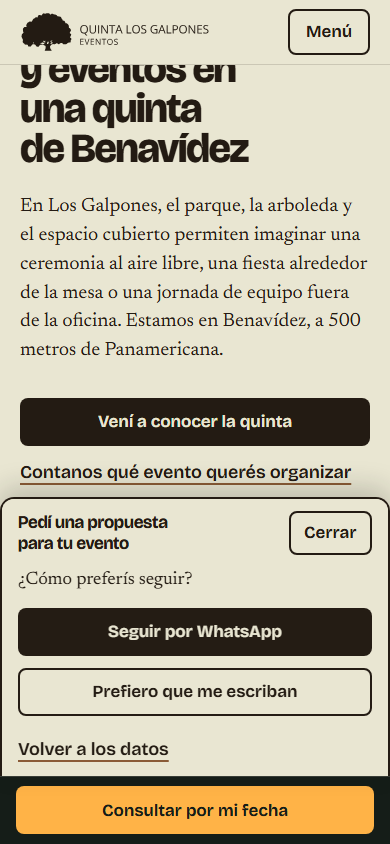 QUINTA LOS GALPONES
EVENTOS
Menú
y eventos en
una quinta
de Benavídez
En Los Galpones, el parque, la arboleda y
el espacio cubierto permiten imaginar una
ceremonia al aire libre, una fiesta alrededor
de la mesa o una jornada de equipo fuera
de la oficina. Estamos en Benavídez, a 500
metros de Panamericana.
Vení a conocer la quinta
Contanos qué evento querés organizar
Pedí una propuesta
para tu evento
Cerrar
¿Cómo preferís seguir?
Seguir por WhatsApp
Prefiero que me escriban
Volver a los datos
Consultar por mi fecha